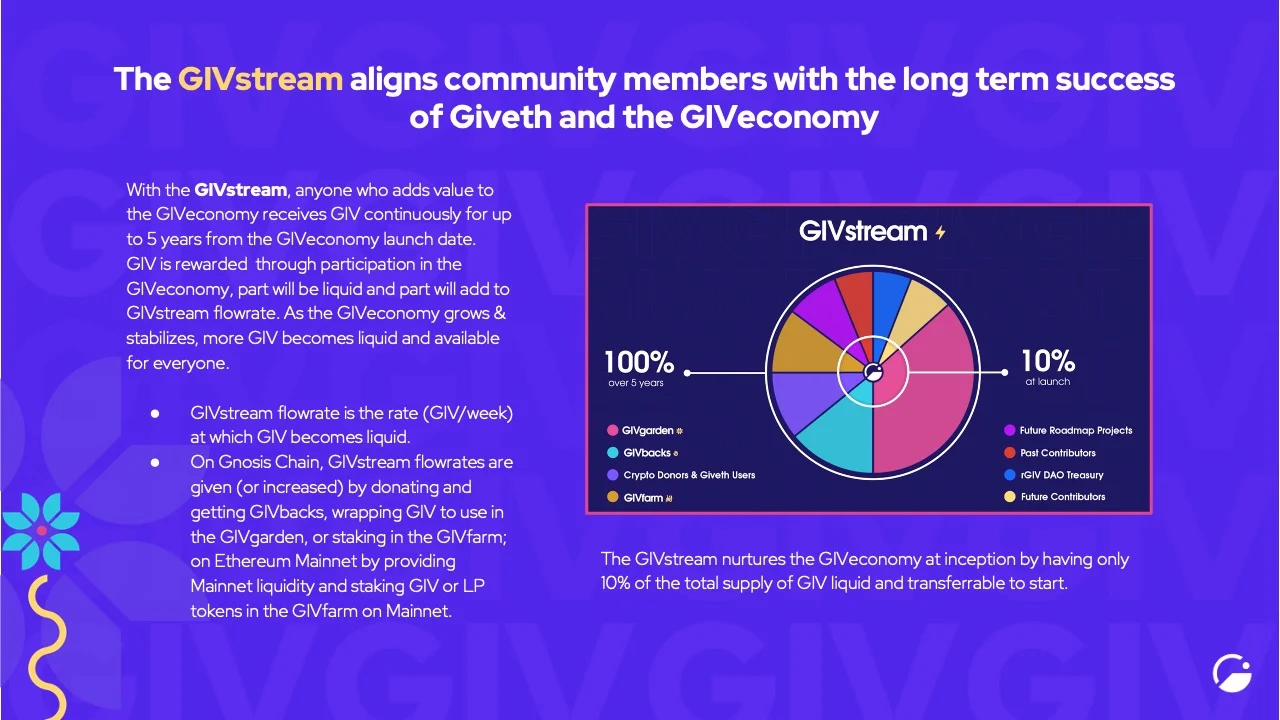 The GIVstream aligns community members with the long term success
of Giveth and the GIVeconomy
With the GIVstream, anyone who adds value to
the GIVeconomy receives GIV continuously for up
to 5 years from the GIVeconomy launch date.
GIV is rewarded  through participation in the
GIVeconomy, part will be liquid and part will add to
GIVstream flowrate. As the GIVeconomy grows &
stabilizes, more GIV becomes liquid and available
for everyone.
● GIVstream flowrate is the rate (GIV/week)
at which GIV becomes liquid.
● On Gnosis Chain, GIVstream flowrates are
given (or increased) by donating and
getting GIVbacks, wrapping GIV to use in
the GIVgarden, or staking in the GIVfarm;
on Ethereum Mainnet by providing
Mainnet liquidity and staking GIV or LP
tokens in the GIVfarm on Mainnet.
GIVstream
100%
over 5 years
10%
at launch
GIVgarden
GIVbacks
Crypto Donors & Giveth Users
GIVfarm
Future Roadmap Projects
Past Contributors
rGIV DAO Treasury
Future Contributors
The GIVstream nurtures the GIVeconomy at inception by having only
10% of the total supply of GIV liquid and transferrable to start.